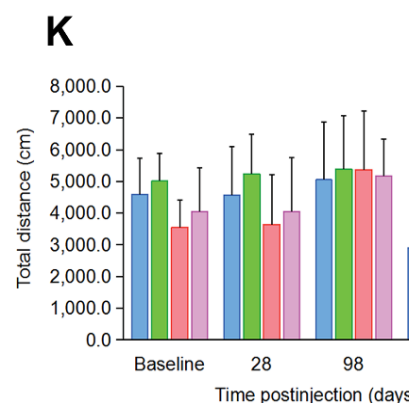 K
8,000.0
7,000.0
6,000.0
5,000.0
4,000.0
3,000.0
2,000.0
1,000.0
0.0
Total distance (cm)
Baseline 28 98
Time postinjection (days